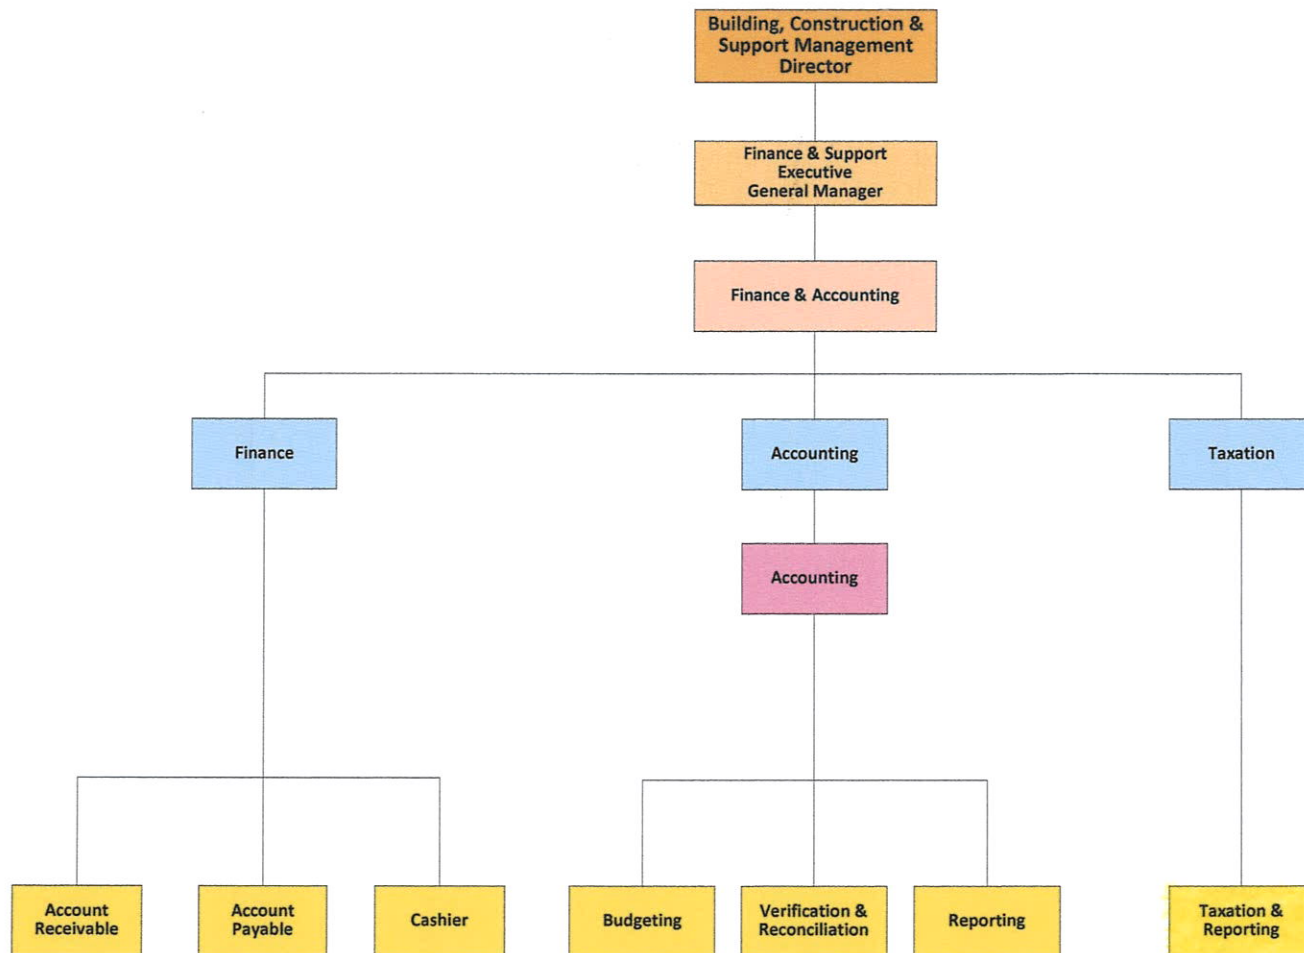 Building, Construction &
Support Management
Director
Finance & Support
Executive
General Manager
Finance & Accounting
Finance
Accounting
Taxation
Accounting
Account
Receivable
Account
Payable
Cashier
Budgeting
Verification &
Reconciliation
Reporting
Taxation &
Reporting